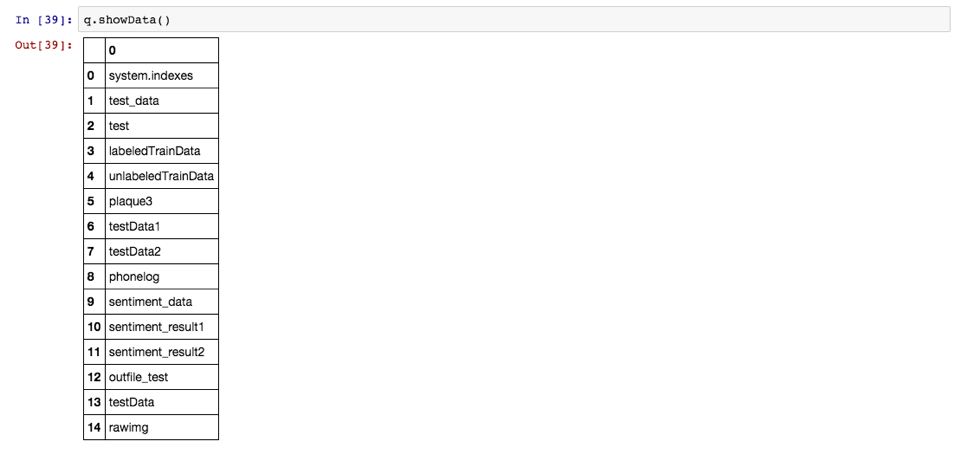 In [39]: q.showData()
Out[39]:
0
0 system.indexes
1 test_data
2 test
3 labeledTrainData
4 unlabeledTrainData
5 plaque3
6 testData1
7 testData2
8 phonelog
9 sentiment_data
10 sentiment_result1
11 sentiment_result2
12 outfile_test
13 testData
14 rawimg